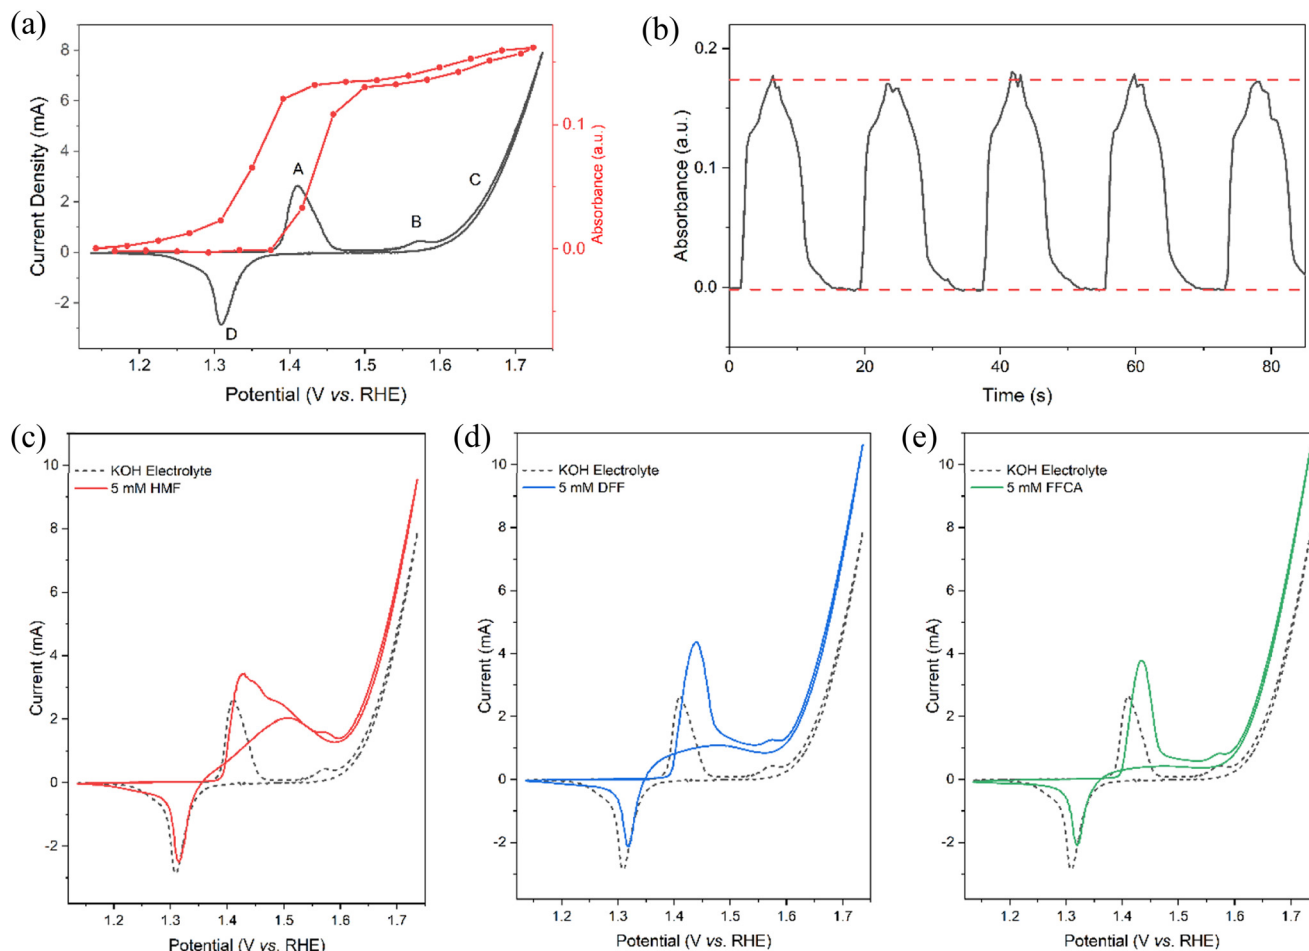 (a)
Current Density (mA)
8
6
4
2
0
-2
A
B
C
D
0.1
0.0
Absorbance (a.u.)
1.2 1.3 1.4 1.5 1.6 1.7
Potential (V vs. RHE)
(b)
Absorbance (a.u.)
0.2
0.1
0.0
0 20 40 60 80
Time (s)
(c)
KOH Electrolyte
5 mM HMF
Current (mA)
10
8
6
4
2
0
-2
1.2 1.3 1.4 1.5 1.6 1.7
Potential (V vs. RHE)
(d)
KOH Electrolyte
5 mM DFF
Current (mA)
10
8
6
4
2
0
-2
1.2 1.3 1.4 1.5 1.6 1.7
Potential (V vs. RHE)
(e)
KOH Electrolyte
5 mM FFCA
Current (mA)
10
8
6
4
2
0
-2
1.2 1.3 1.4 1.5 1.6 1.7
Potential (V vs. RHE)